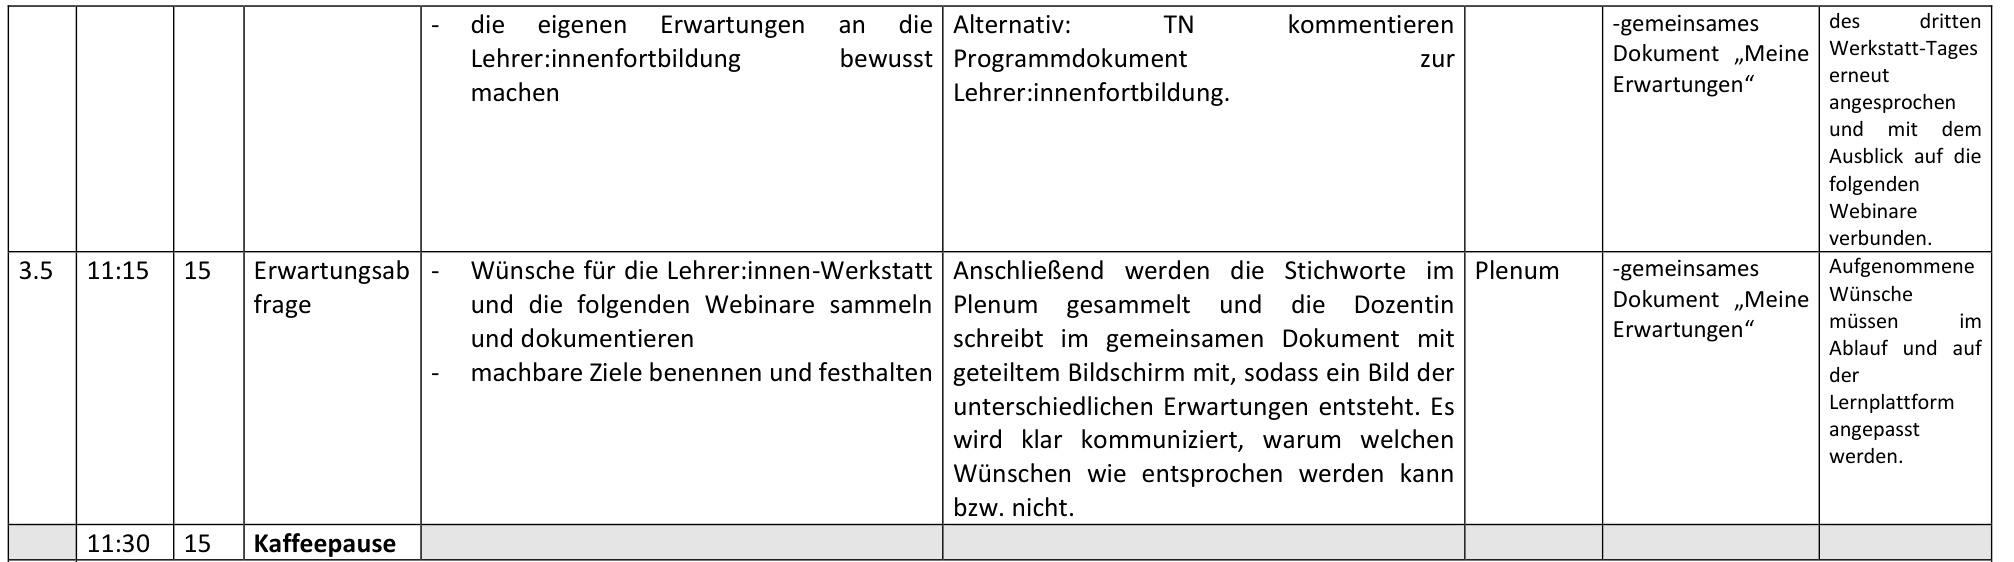 - die eigenen Erwartungen an die
Lehrer:innenfortbildung bewusst
machen
Alternativ: TN kommentieren
Programmdokument zur
Lehrer:innenfortbildung.
-gemeinsames
Dokument „Meine
Erwartungen“
des dritten
Werkstatt-Tages
erneut
angesprochen
und mit dem
Ausblick auf die
folgenden
Webinare
verbunden.
3.5
11:15
15
Erwartungsab
frage
- Wünsche für die Lehrer:innen-Werkstatt
und die folgenden Webinare sammeln
und dokumentieren
- machbare Ziele benennen und festhalten
Anschließend werden die Stichworte im
Plenum gesammelt und die Dozentin
schreibt im gemeinsamen Dokument mit
geteiltem Bildschirm mit, sodass ein Bild der
unterschiedlichen Erwartungen entsteht. Es
wird klar kommuniziert, warum welchen
Wünschen wie entsprochen werden kann
bzw. nicht.
Plenum
-gemeinsames
Dokument „Meine
Erwartungen“
Aufgenommene
Wünsche
müssen im
Ablauf und auf
der
Lernplattform
angepasst
werden.
11:30
15
Kaffeepause